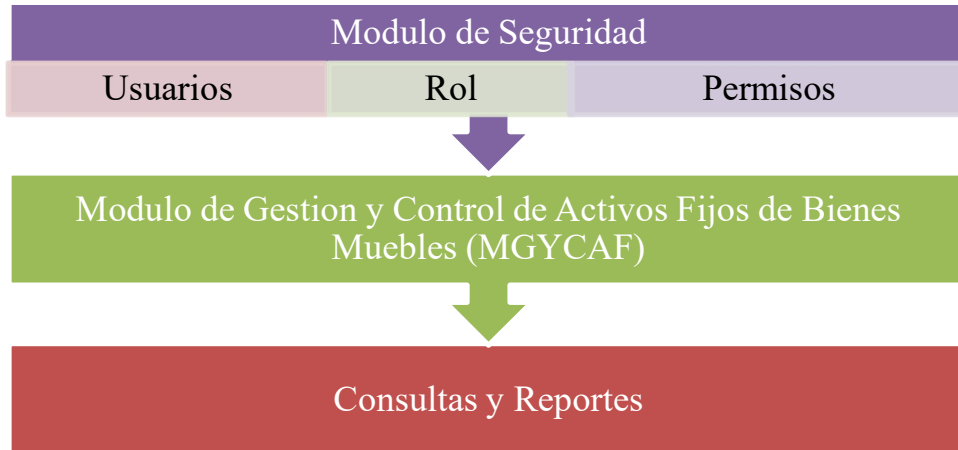 Modulo de Seguridad
Usuarios Rol Permisos
Modulo de Gestion y Control de Activos Fijos de Bienes
Muebles (MGYCAF)
Consultas y Reportes